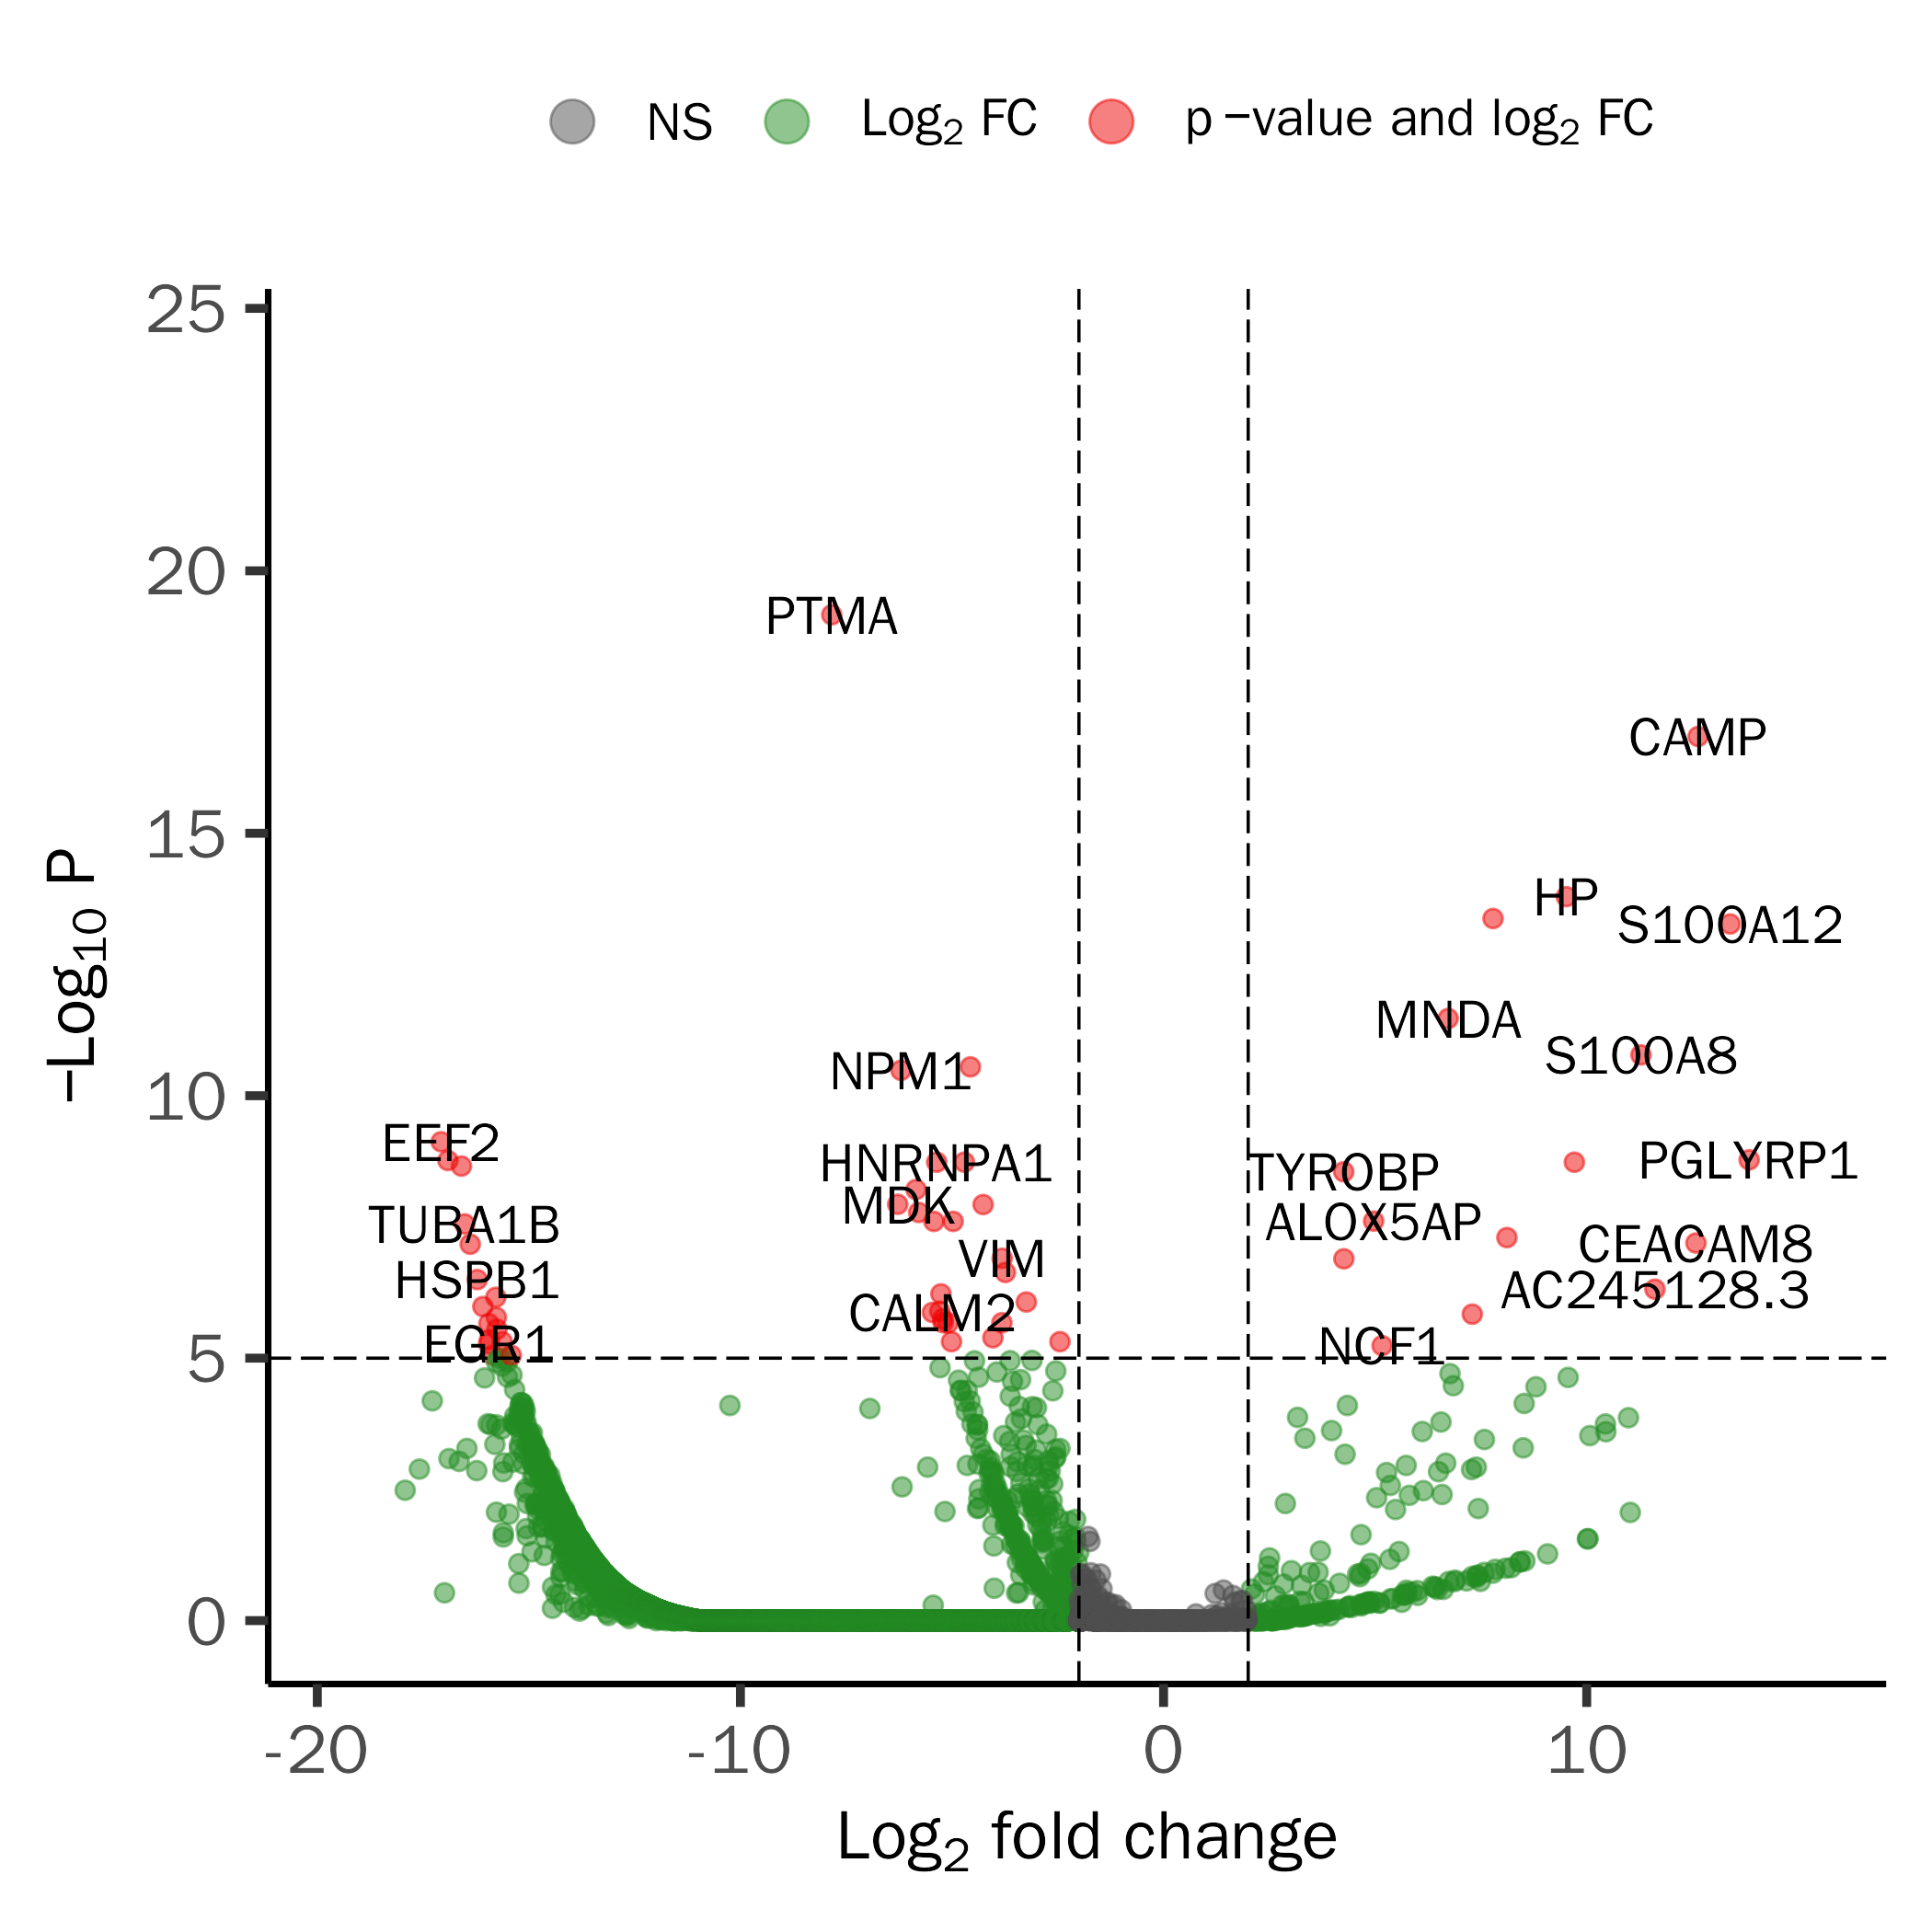 NS Log2 FC p −value and log2 FC
25
20
15
10
5
0
−Log10 P
PTMA
CAMP
HP
S100A12
MNDA
S100A8
NPM1
EEF2
HNRNPA1
TYROBP
PGLYRP1
MDK
TUBA1B
ALOX5AP
CEACAM8
VIM
HSPB1
AC245128.3
CALM2
EGR1
NCF1
-20 -10 0 10
Log2 fold change